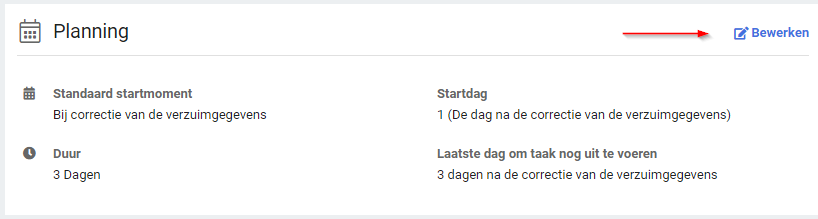 Planning
Bewerken
Standaard startmoment
Bij correctie van de verzuimgegevens
Startdag
1 (De dag na de correctie van de verzuimgegevens)
Duur
3 Dagen
Laatste dag om taak nog uit te voeren
3 dagen na de correctie van de verzuimgegevens